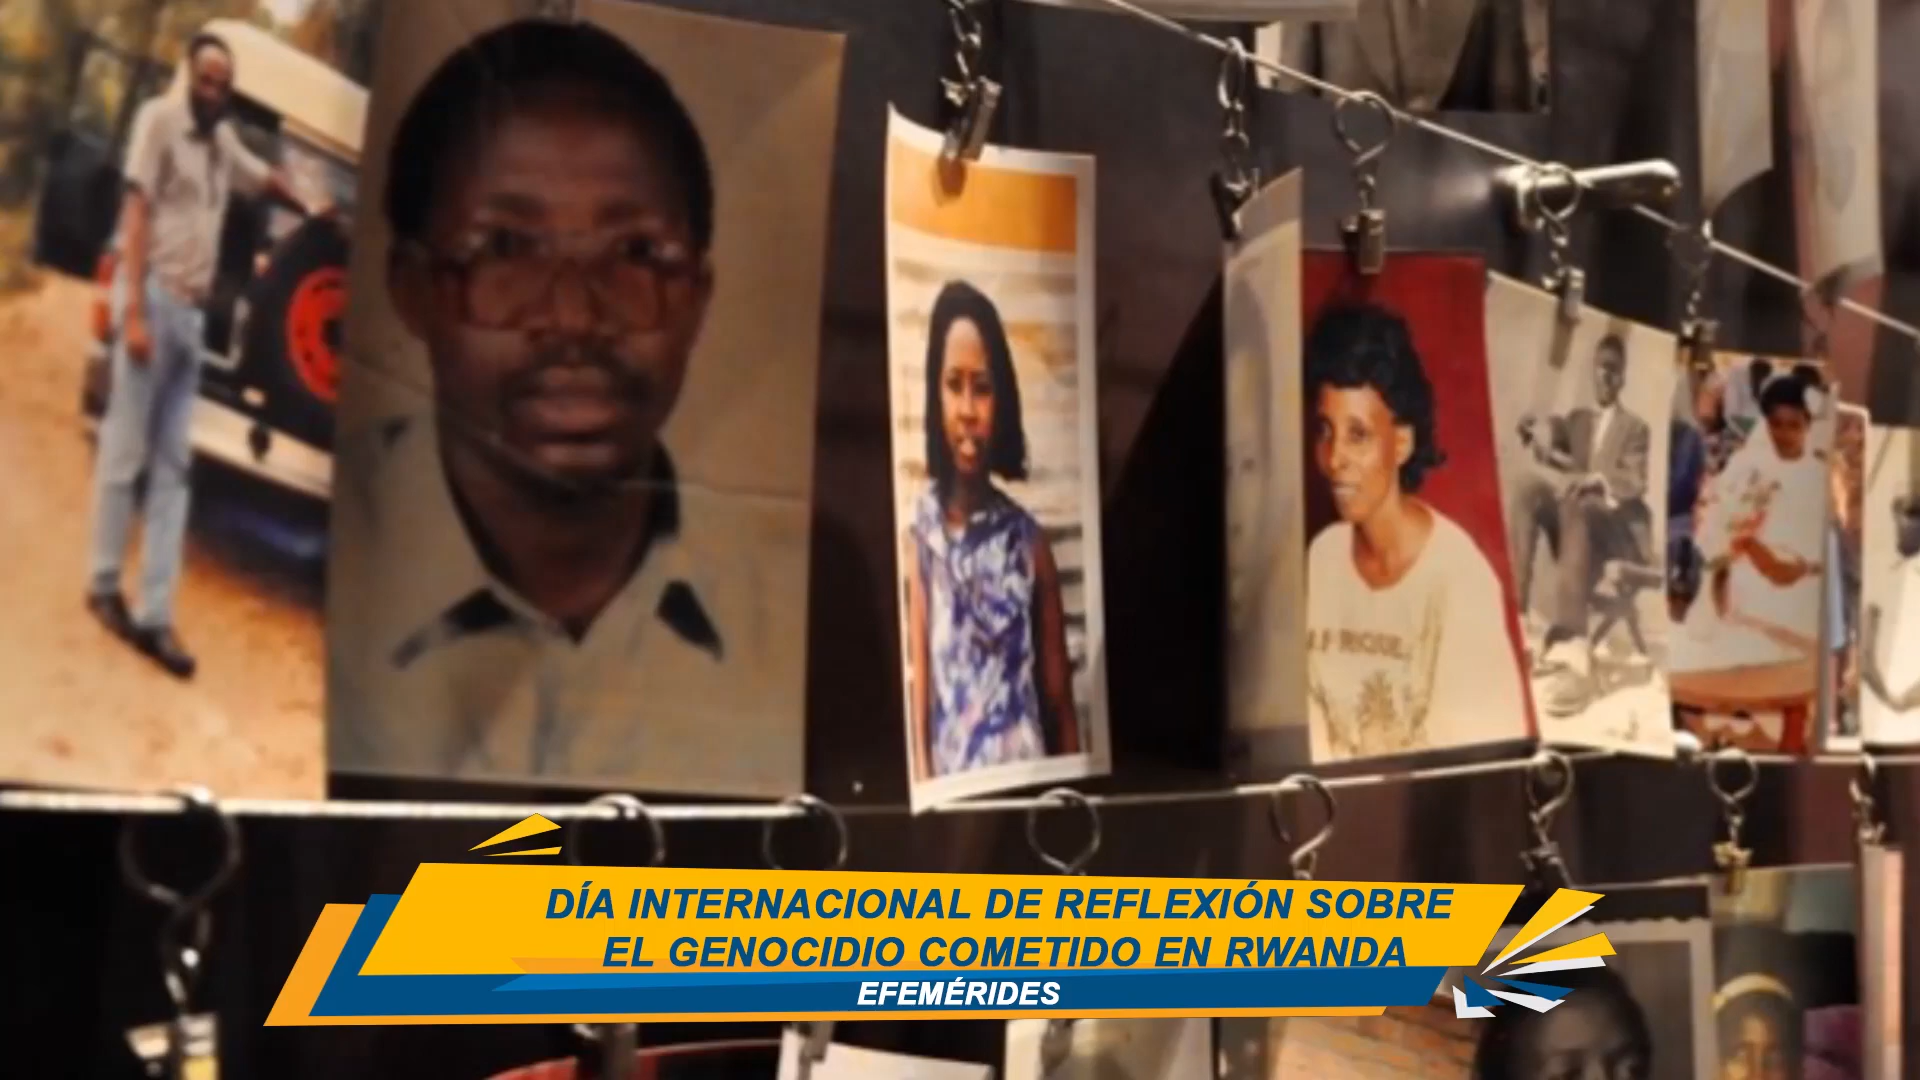 DÍA INTERNACIONAL DE REFLEXIÓN SOBRE
EL GENOCIDIO COMETIDO EN RWANDA
EFEMÉRIDES